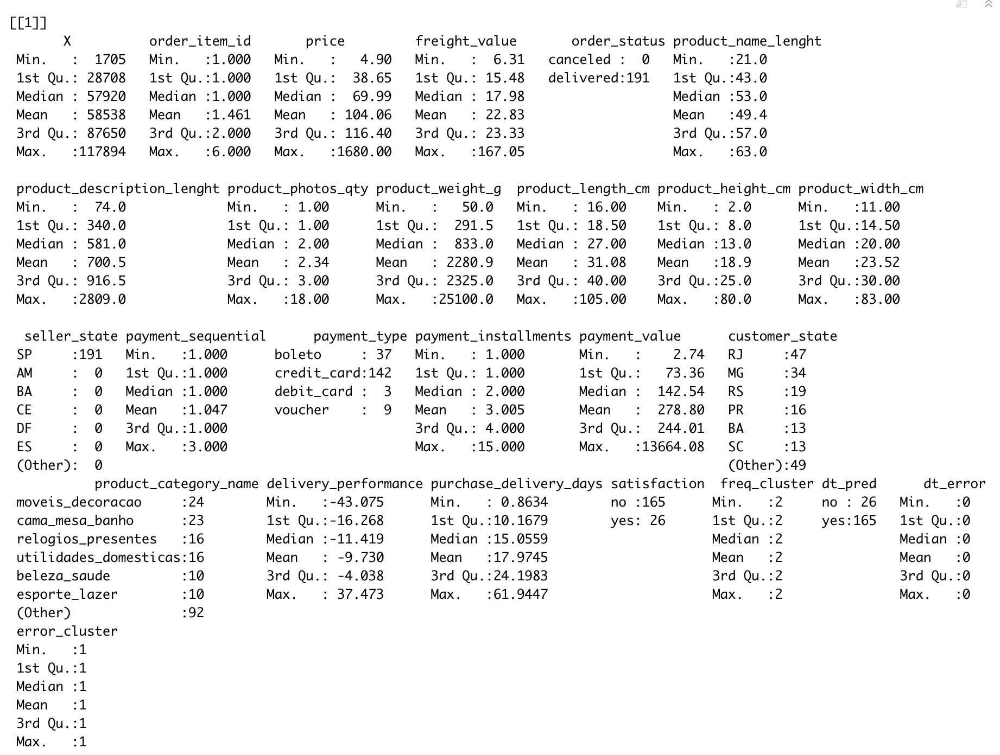 [[1]]
       X          order_item_id       price         freight_value       order_status product_name_lenght
 Min.   :  1705   Min.   :1.000   Min.   :   4.90   Min.   :  6.31   canceled :  0   Min.   :21.0
 1st Qu.: 28708   1st Qu.:1.000   1st Qu.:  38.65   1st Qu.: 15.48   delivered:191   1st Qu.:43.0
 Median : 57920   Median :1.000   Median :  69.99   Median : 17.98                   Median :53.0
 Mean   : 58538   Mean   :1.461   Mean   : 104.06   Mean   : 22.83                   Mean   :49.4
 3rd Qu.: 87650   3rd Qu.:2.000   3rd Qu.: 116.40   3rd Qu.: 23.33                   3rd Qu.:57.0
 Max.   :117894   Max.   :6.000   Max.   :1680.00   Max.   :167.05                   Max.   :63.0

 product_description_lenght product_photos_qty product_weight_g  product_length_cm product_height_cm product_width_cm
 Min.   :  74.0             Min.   : 1.00      Min.   :   50.0   Min.   : 16.00    Min.   : 2.0      Min.   :11.00
 1st Qu.: 340.0             1st Qu.: 1.00      1st Qu.:  291.5   1st Qu.: 18.50    1st Qu.: 8.0      1st Qu.:14.50
 Median : 581.0             Median : 2.00      Median :  833.0   Median : 27.00    Median :13.0      Median :20.00
 Mean   : 700.5             Mean   : 2.34      Mean   : 2280.9   Mean   : 31.08    Mean   :18.9      Mean   :23.52
 3rd Qu.: 916.5             3rd Qu.: 3.00      3rd Qu.: 2325.0   3rd Qu.: 40.00    3rd Qu.:25.0      3rd Qu.:30.00
 Max.   :2809.0             Max.   :18.00      Max.   :25100.0   Max.   :105.00    Max.   :80.0      Max.   :83.00

  seller_state payment_sequential      payment_type payment_installments payment_value      customer_state
 SP     :191   Min.   :1.000      boleto     : 37   Min.   : 1.000       Min.   :    2.74   RJ     :47
 AM     :  0   1st Qu.:1.000      credit_card:142   1st Qu.: 1.000       1st Qu.:   73.36   MG     :34
 BA     :  0   Median :1.000      debit_card :  3   Median : 2.000       Median :  142.54   RS     :19
 CE     :  0   Mean   :1.047      voucher    :  9   Mean   : 3.005       Mean   :  278.80   PR     :16
 DF     :  0   3rd Qu.:1.000                        3rd Qu.: 4.000       3rd Qu.:  244.01   BA     :13
 ES     :  0   Max.   :3.000                        Max.   :15.000       Max.   :13664.08   SC     :13
 (Other):  0                                                                                (Other):49
           product_category_name delivery_performance purchase_delivery_days satisfaction  freq_cluster dt_pred      dt_error
 moveis_decoracao     :24        Min.   :-43.075      Min.   : 0.8634        no :165      Min.   :2     no : 26   Min.   :0
 cama_mesa_banho      :23        1st Qu.:-16.268      1st Qu.:10.1679        yes: 26      1st Qu.:2     yes:165   1st Qu.:0
 relogios_presentes   :16        Median :-11.419      Median :15.0559                     Median :2               Median :0
 utilidades_domesticas:16        Mean   : -9.730      Mean   :17.9745                     Mean   :2               Mean   :0
 beleza_saude         :10        3rd Qu.: -4.038      3rd Qu.:24.1983                     3rd Qu.:2               3rd Qu.:0
 esporte_lazer        :10        Max.   : 37.473      Max.   :61.9447                     Max.   :2               Max.   :0
 (Other)              :92
 error_cluster
 Min.   :1
 1st Qu.:1
 Median :1
 Mean   :1
 3rd Qu.:1
 Max.   :1